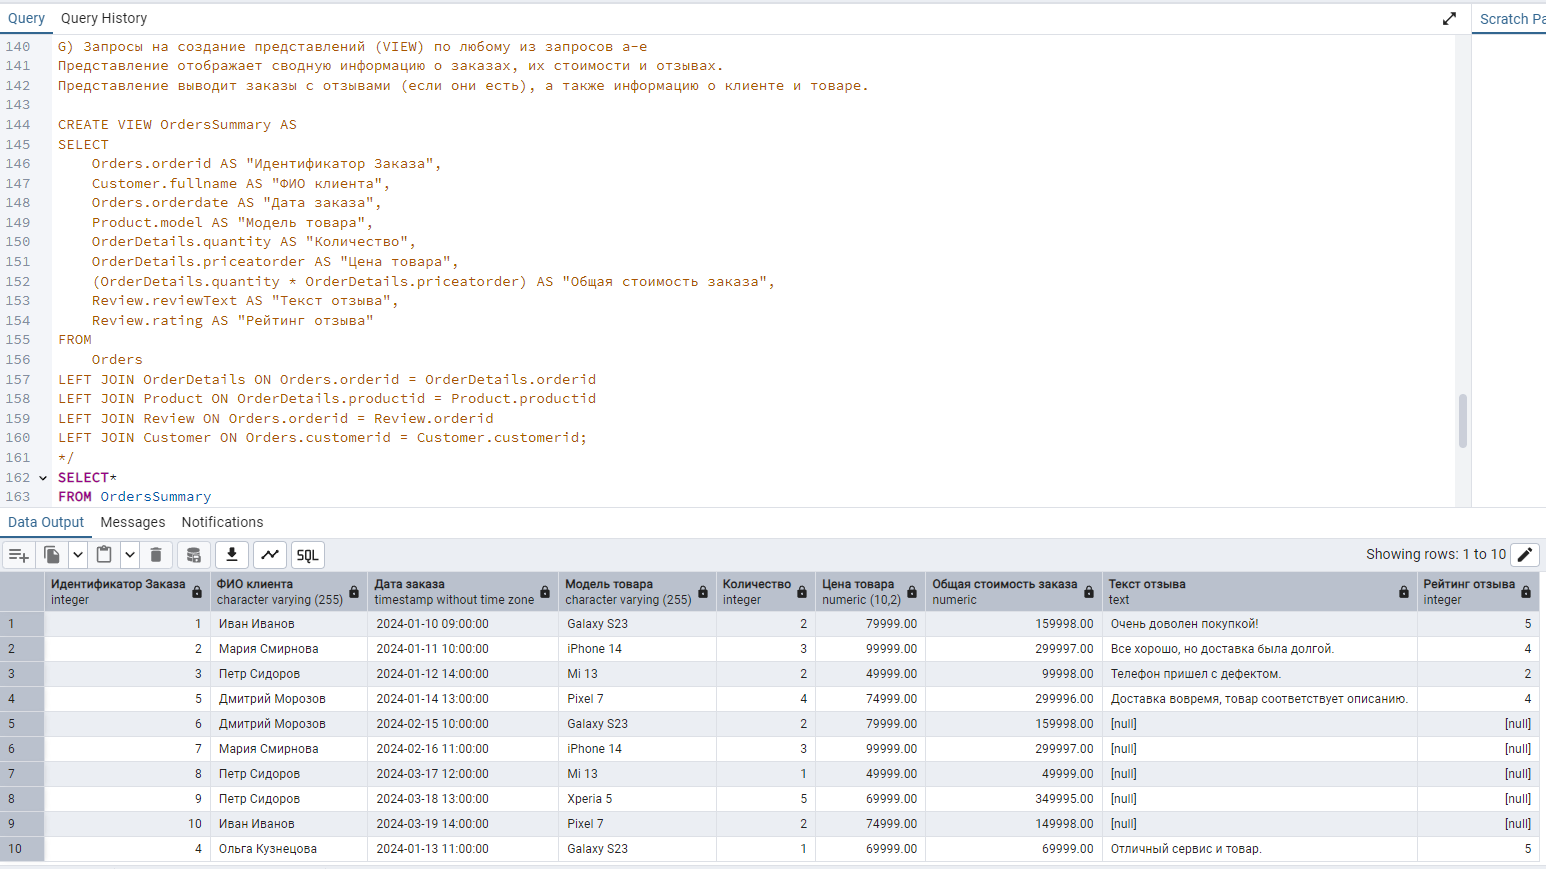 Query Query History Scratch Pa
140 G) Запросы на создание представлений (VIEW) по любому из запросов а-е
141 Представление отображает сводную информацию о заказах, их стоимости и отзывах.
142 Представление выводит заказы с отзывами (если они есть), а также информацию о клиенте и товаре.
143
144 CREATE VIEW OrdersSummary AS
145 SELECT
146 Orders.orderid AS "Идентификатор Заказа",
147 Customer.fullname AS "ФИО клиента",
148 Orders.orderdate AS "Дата заказа",
149 Product.model AS "Модель товара",
150 OrderDetails.quantity AS "Количество",
151 OrderDetails.priceatorder AS "Цена товара",
152 (OrderDetails.quantity * OrderDetails.priceatorder) AS "Общая стоимость заказа",
153 Review.reviewText AS "Текст отзыва",
154 Review.rating AS "Рейтинг отзыва"
155 FROM
156 Orders
157 LEFT JOIN OrderDetails ON Orders.orderid = OrderDetails.orderid
158 LEFT JOIN Product ON OrderDetails.productid = Product.productid
159 LEFT JOIN Review ON Orders.orderid = Review.orderid
160 LEFT JOIN Customer ON Orders.customerid = Customer.customerid;
161 */
162 SELECT*
163 FROM OrdersSummary
Data Output Messages Notifications
SQL Showing rows: 1 to 10
Идентификатор Заказа ФИО клиента Дата заказа Модель товара Количество Цена товара Общая стоимость заказа Текст отзыва Рейтинг отзыва
integer character varying (255) timestamp without time zone character varying (255) integer numeric (10,2) numeric text integer
1 1 Иван Иванов 2024-01-10 09:00:00 Galaxy S23 2 79999.00 159998.00 Очень доволен покупкой! 5
2 2 Мария Смирнова 2024-01-11 10:00:00 iPhone 14 3 99999.00 299997.00 Все хорошо, но доставка была долгой. 4
3 3 Петр Сидоров 2024-01-12 14:00:00 Mi 13 2 49999.00 99998.00 Телефон пришел с дефектом. 2
4 5 Дмитрий Морозов 2024-01-14 13:00:00 Pixel 7 4 74999.00 299996.00 Доставка вовремя, товар соответствует описанию. 4
5 6 Дмитрий Морозов 2024-02-15 10:00:00 Galaxy S23 2 79999.00 159998.00 [null] [null]
6 7 Мария Смирнова 2024-02-16 11:00:00 iPhone 14 3 99999.00 299997.00 [null] [null]
7 8 Петр Сидоров 2024-03-17 12:00:00 Mi 13 1 49999.00 49999.00 [null] [null]
8 9 Петр Сидоров 2024-03-18 13:00:00 Xperia 5 5 69999.00 349995.00 [null] [null]
9 10 Иван Иванов 2024-03-19 14:00:00 Pixel 7 2 74999.00 149998.00 [null] [null]
10 4 Ольга Кузнецова 2024-01-13 11:00:00 Galaxy S23 1 69999.00 69999.00 Отличный сервис и товар. 5